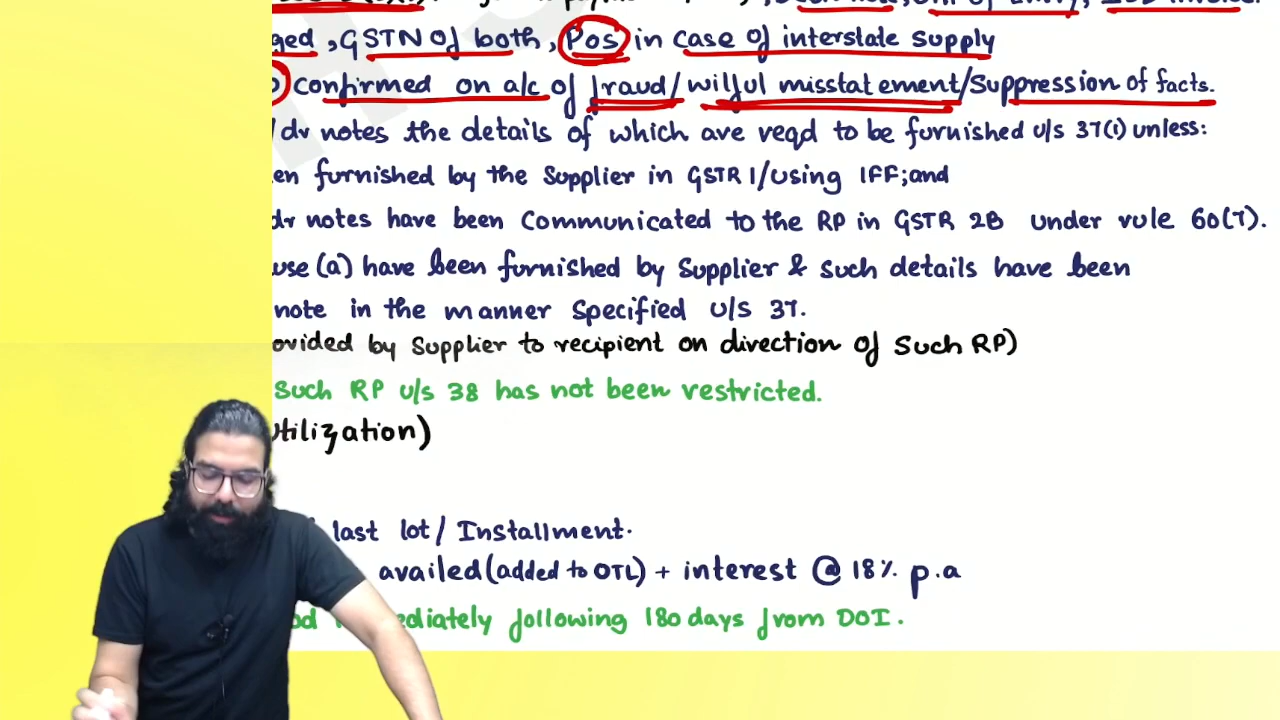 ged, GSTN Of both, Pos in case of interstate supply
confirmed on a/c of fraud/wilful misstatement/Suppression of facts.
/dr notes the details of which are reqd to be furnished u/s 37(1) unless:
en furnished by the Supplier in GSTR 1/using IFF; and
dr notes have been Communicated to the RP in GSTR 2B under rule 60(7).
use (a) have been furnished by Supplier & such details have been
note in the manner specified u/s 37.
ovided by Supplier to recipient on direction of Such RP)
Such RP u/s 38 has not been restricted.
utilization)
last lot/ Installment.
availed (added to OTL) + interest @ 18% p.a
ediately following 180 days from DOI.